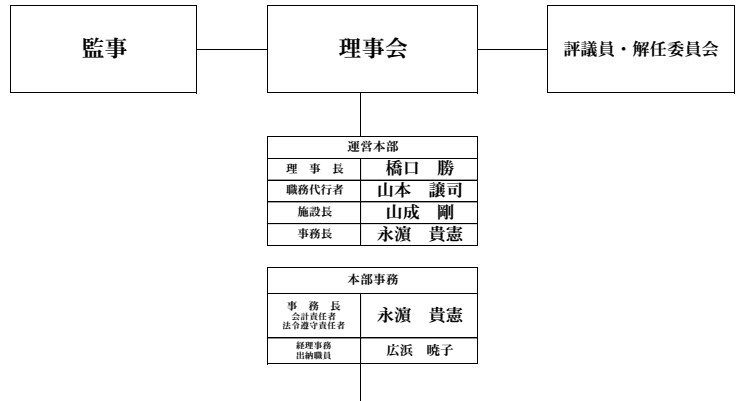 監事
理事会
評議員・解任委員会
運営本部
理　事　長　橋口　勝
職務代行者　山本　譲司
施設長　山成　剛
事務長　永濵　貴憲
本部事務
事　務　長
会計責任者
法令遵守責任者
永濵　貴憲
経理事務
出納職員
広浜　暁子